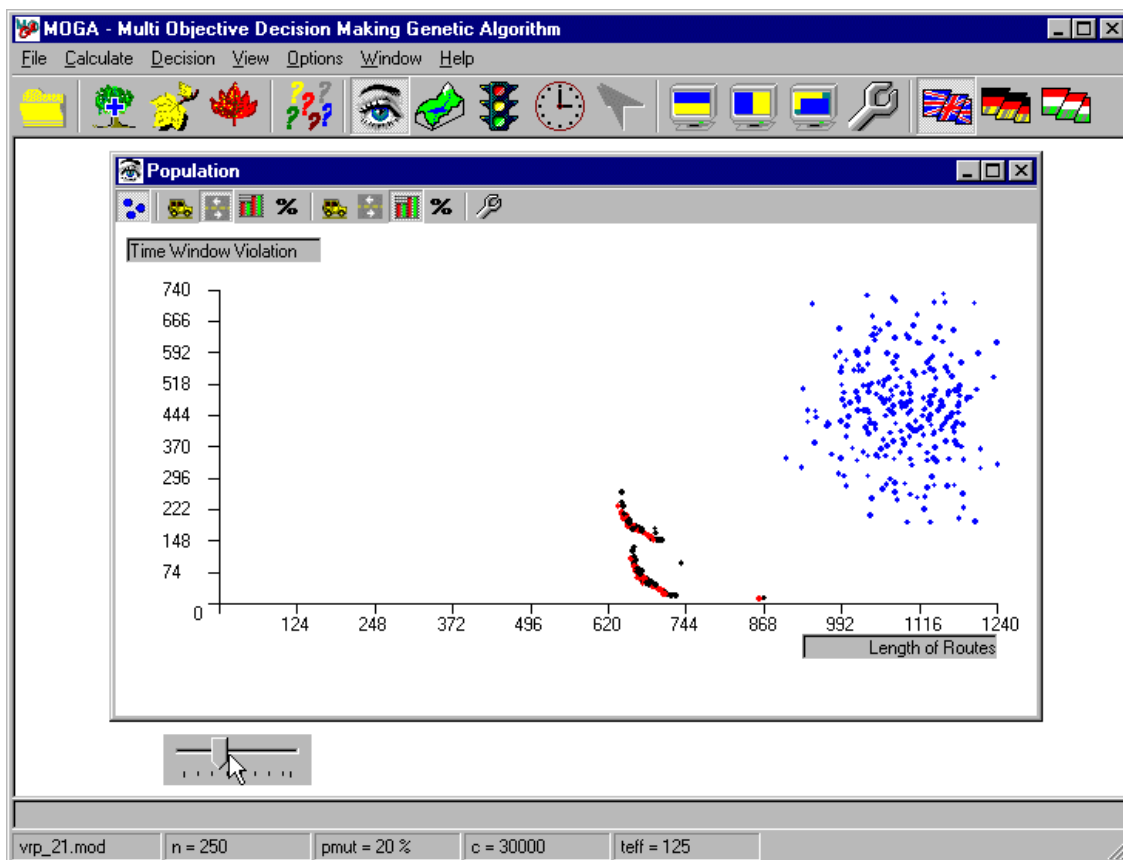 MOGA - Multi Objective Decision Making Genetic Algorithm
File Calculate Decision View Options Window Help
Population
%
%
Time Window Violation
740
666
592
518
444
370
296
222
148
74
0
124 248 372 496 620 744 868 992 1116 1240
Length of Routes
vrp_21.mod n = 250 pmut = 20 % c = 30000 teff = 125